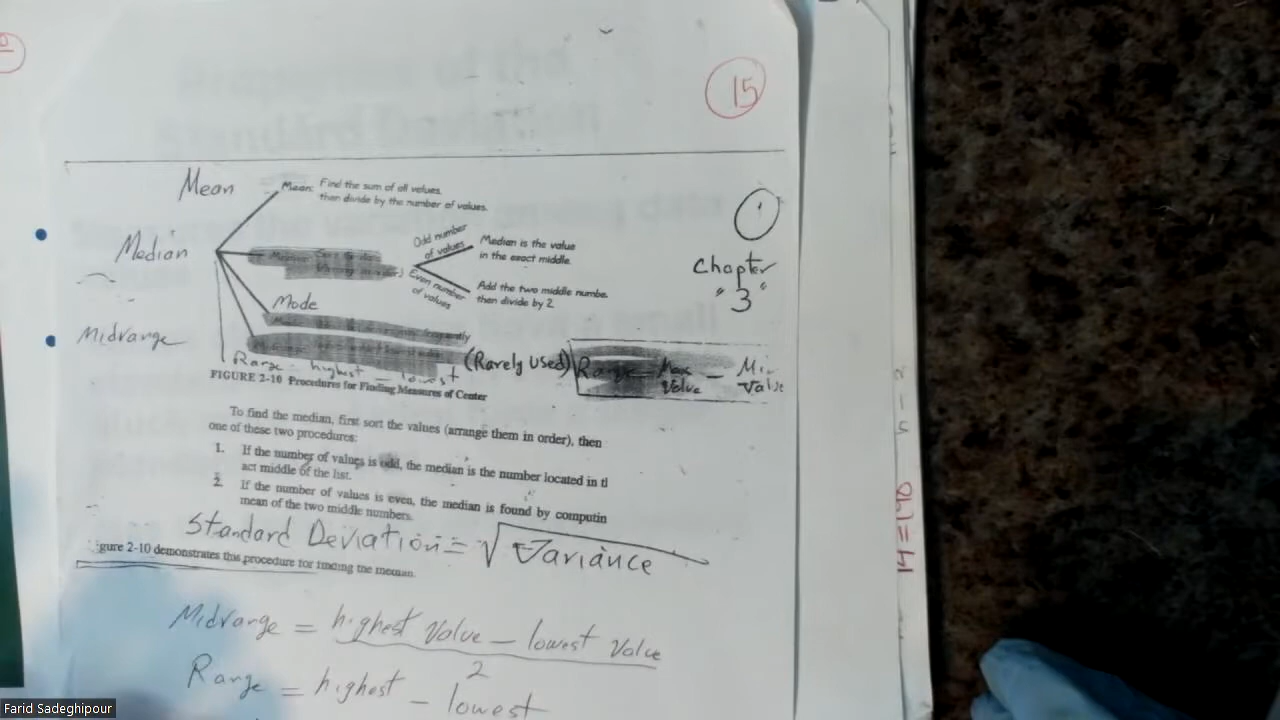 15
Mean
Mean: Find the sum of all values,
then divide by the number of values.
1
Chapter
"3"
Median
Odd number
of values
Median is the value
in the exact middle.
Even number
of values
Add the two middle numbe
then divide by 2.
Mode
Midrange
Range = highest - lowest
(Rarely Used)
Range = Max Value - Min Value
FIGURE 2-10 Procedures for Finding Measures of Center
To find the median, first sort the values (arrange them in order), then
one of these two procedures:
1. If the number of values is odd, the median is the number located in tl
act middle of the list.
2. If the number of values is even, the median is found by computin
mean of the two middle numbers.
Standard Deviation = √Variance
gure 2-10 demonstrates this procedure for finding the median.
Midrange = highest Value - lowest Value
2
Range = highest - lowest
Farid Sadeghipour